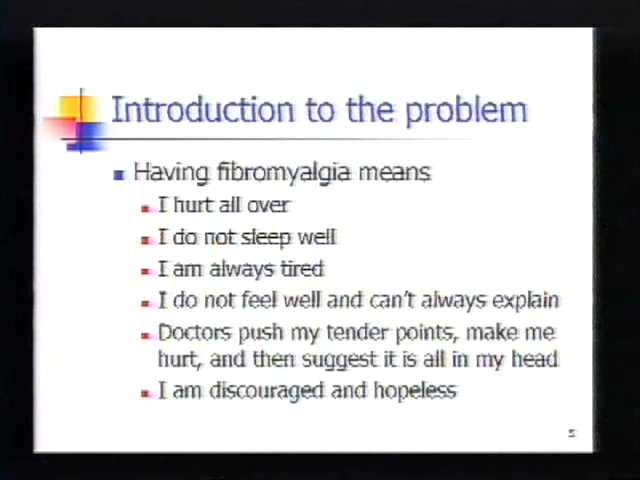 Introduction to the problem
Having fibromyalgia means
I hurt all over
I do not sleep well
I am always tired
I do not feel well and can't always explain
Doctors push my tender points, make me
hurt, and then suggest it is all in my head
I am discouraged and hopeless
5